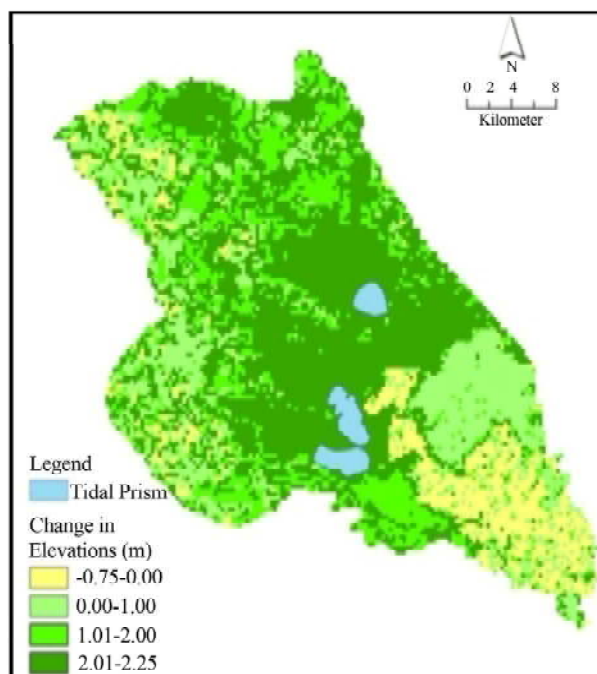 N
0 2 4 8
Kilometer
Legend
Tidal Prism
Change in
Elevations (m)
-0.75-0.00
0.00-1.00
1.01-2.00
2.01-2.25